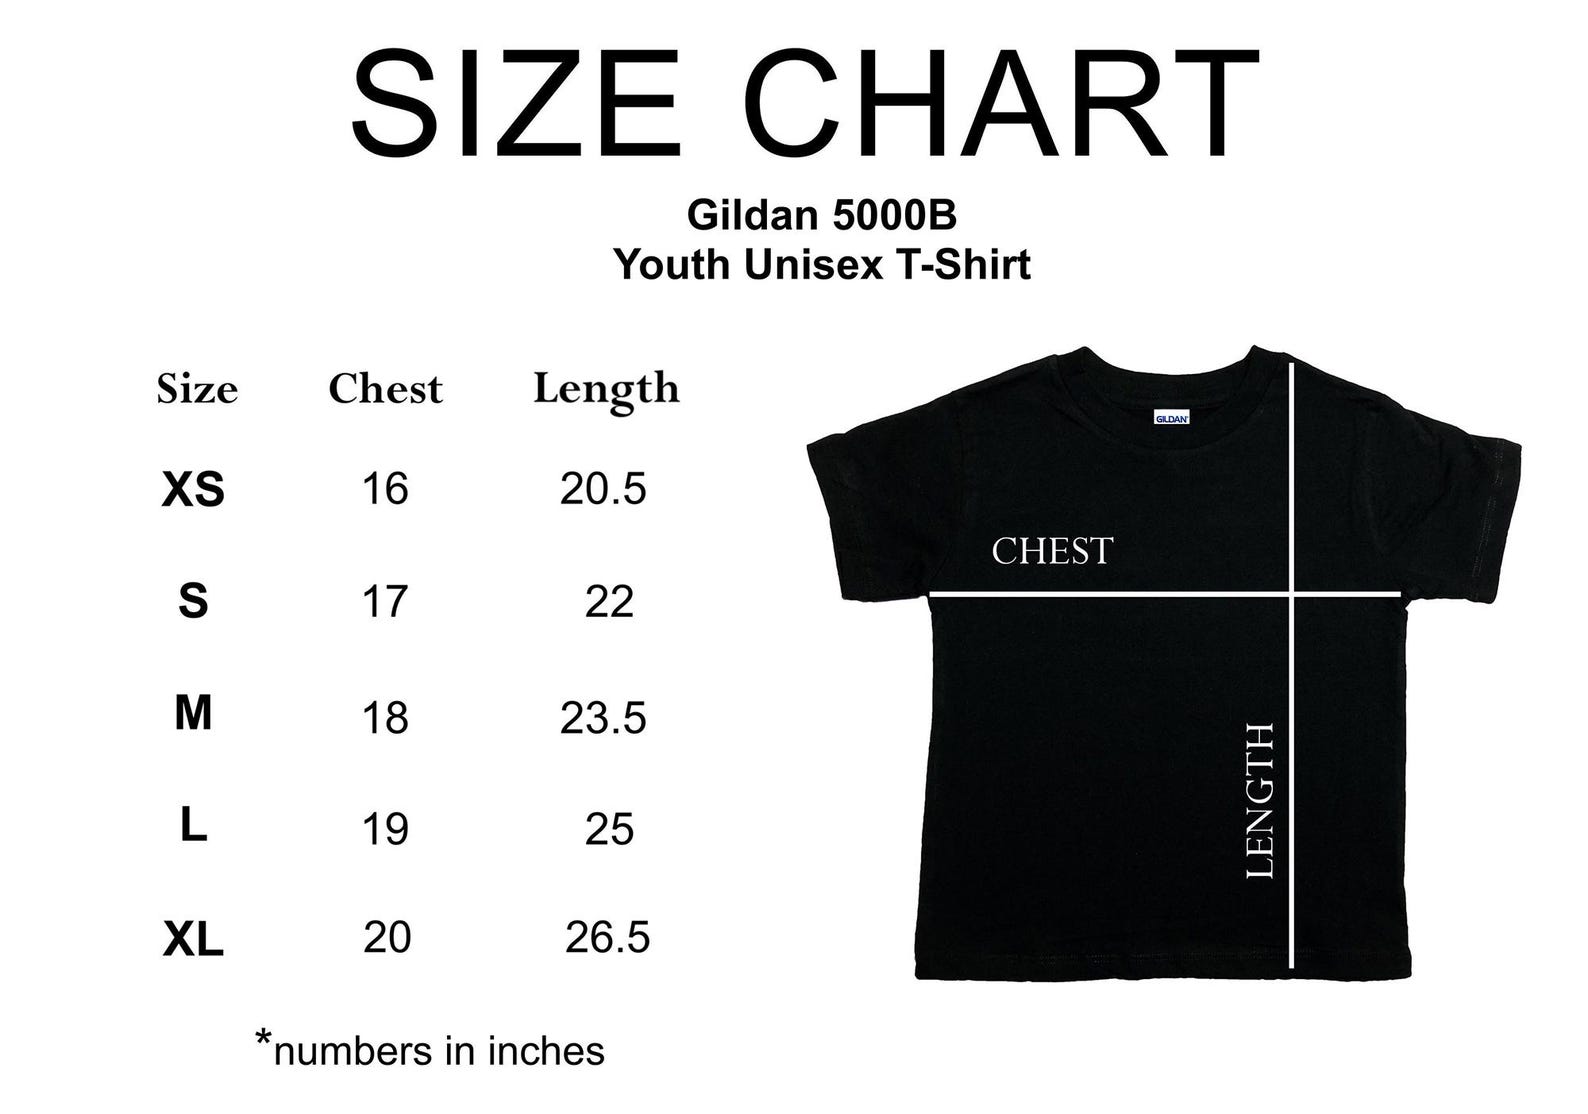 SIZE CHART
Gildan 5000B
Youth Unisex T-Shirt
Size Chest Length
XS 16 20.5
S 17 22
M 18 23.5
L 19 25
XL 20 26.5
*numbers in inches
GILDAN
CHEST
LENGTH